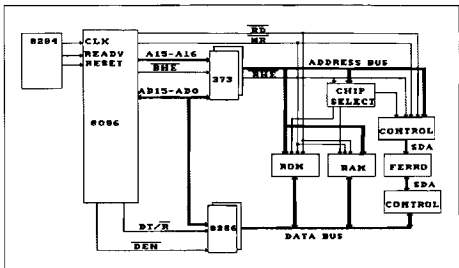 8284
CLK
READY
RESET
8086
A15-A16
BHE
AD15-AD0
373
RD
WR
ADDRESS BUS
BHE
CHIP
SELECT
CONTROL
SDA
ROM
RAM
FERRO
SDA
CONTROL
8286
DT/R
DEN
DATA BUS